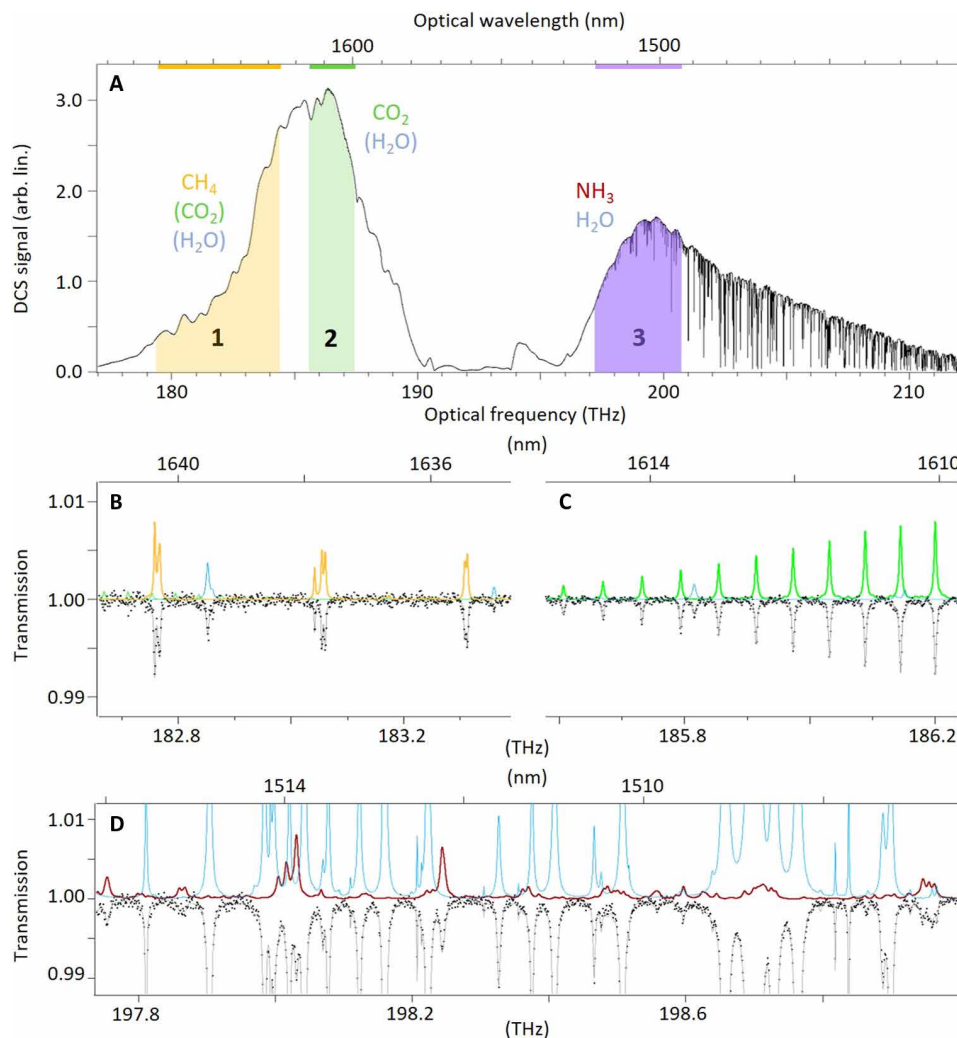 Optical wavelength (nm)
1600 1500
A
3.0
2.0
1.0
0.0
DCS signal (arb. lin.)
CH₄
(CO₂)
(H₂O)
CO₂
(H₂O)
NH₃
H₂O
1 2 3
180 190 200 210
Optical frequency (THz)
(nm)
1640 1636 1614 1610
B C
1.01
1.00
0.99
Transmission
182.8 183.2 (THz) 185.8 186.2
(nm)
1514 1510
D
1.01
1.00
0.99
Transmission
197.8 198.2 198.6
(THz)